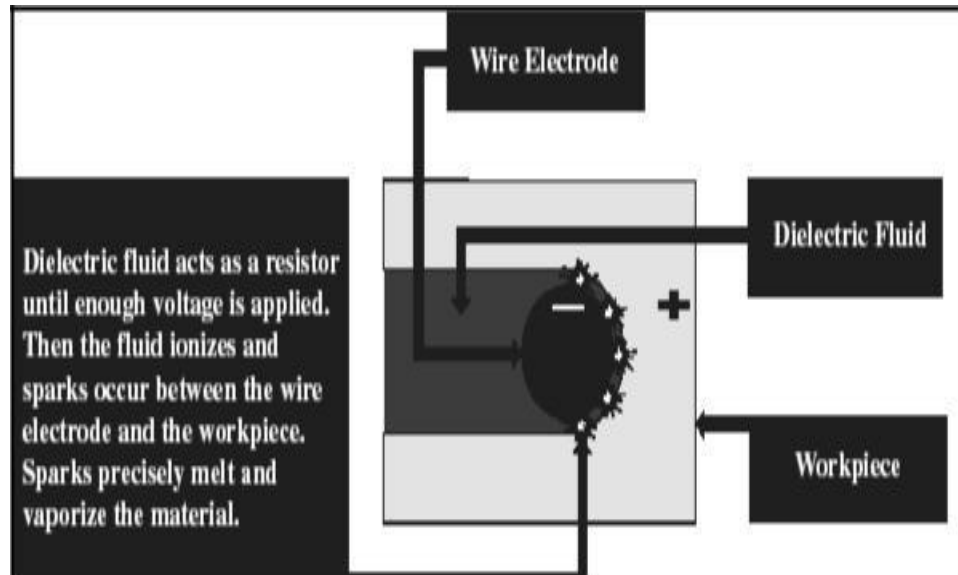 Wire Electrode
Dielectric Fluid
Dielectric fluid acts as a resistor
until enough voltage is applied.
Then the fluid ionizes and
sparks occur between the wire
electrode and the workpiece.
Sparks precisely melt and
vaporize the material.
−
+
Workpiece